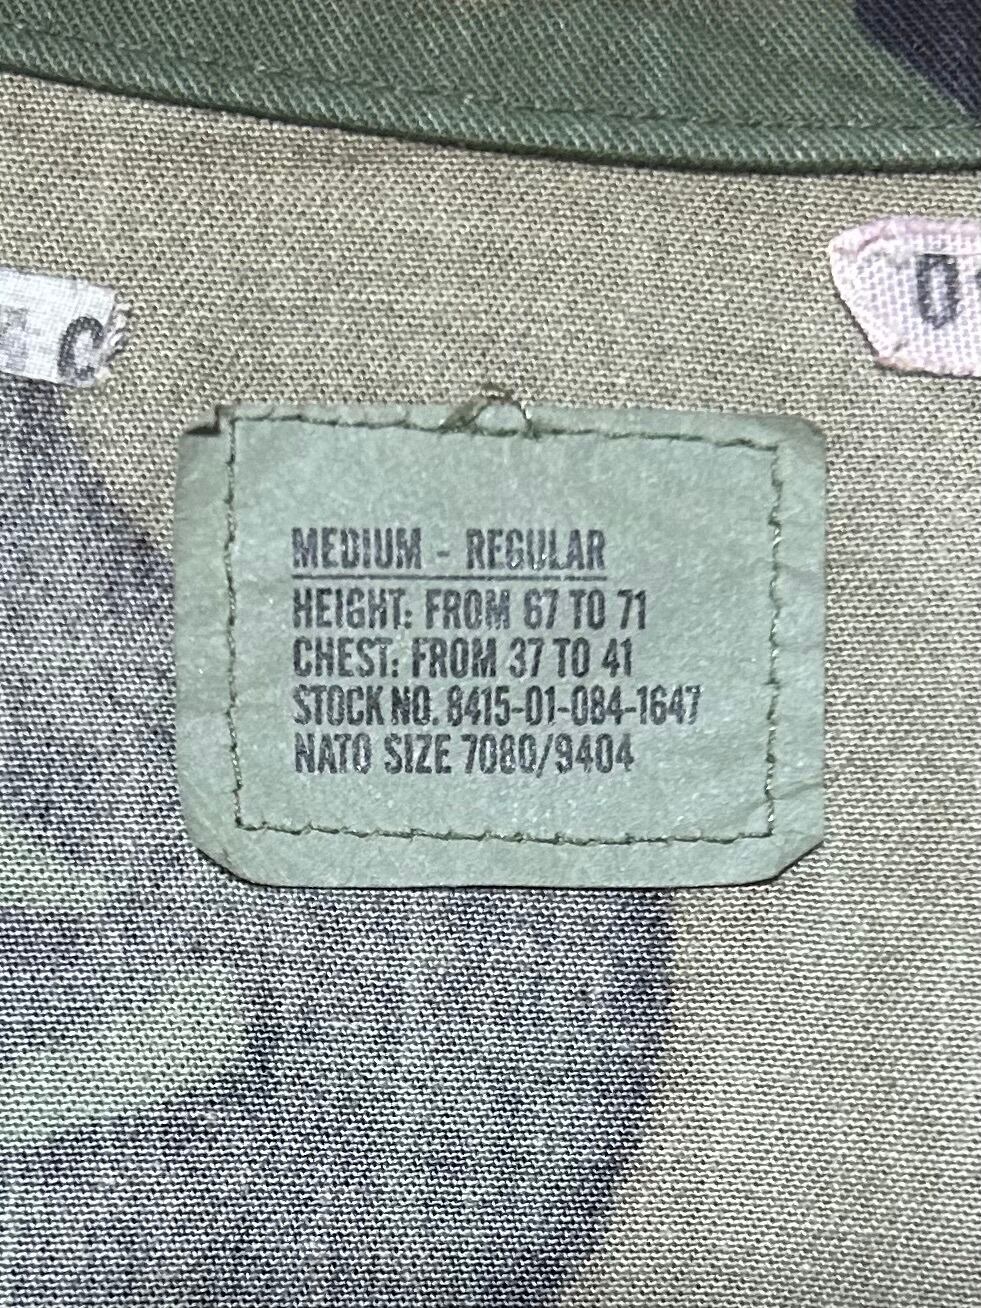 C
0
MEDIUM - REGULAR
HEIGHT: FROM 67 TO 71
CHEST: FROM 37 TO 41
STOCK NO. 8415-01-084-1647
NATO SIZE 7080/9404